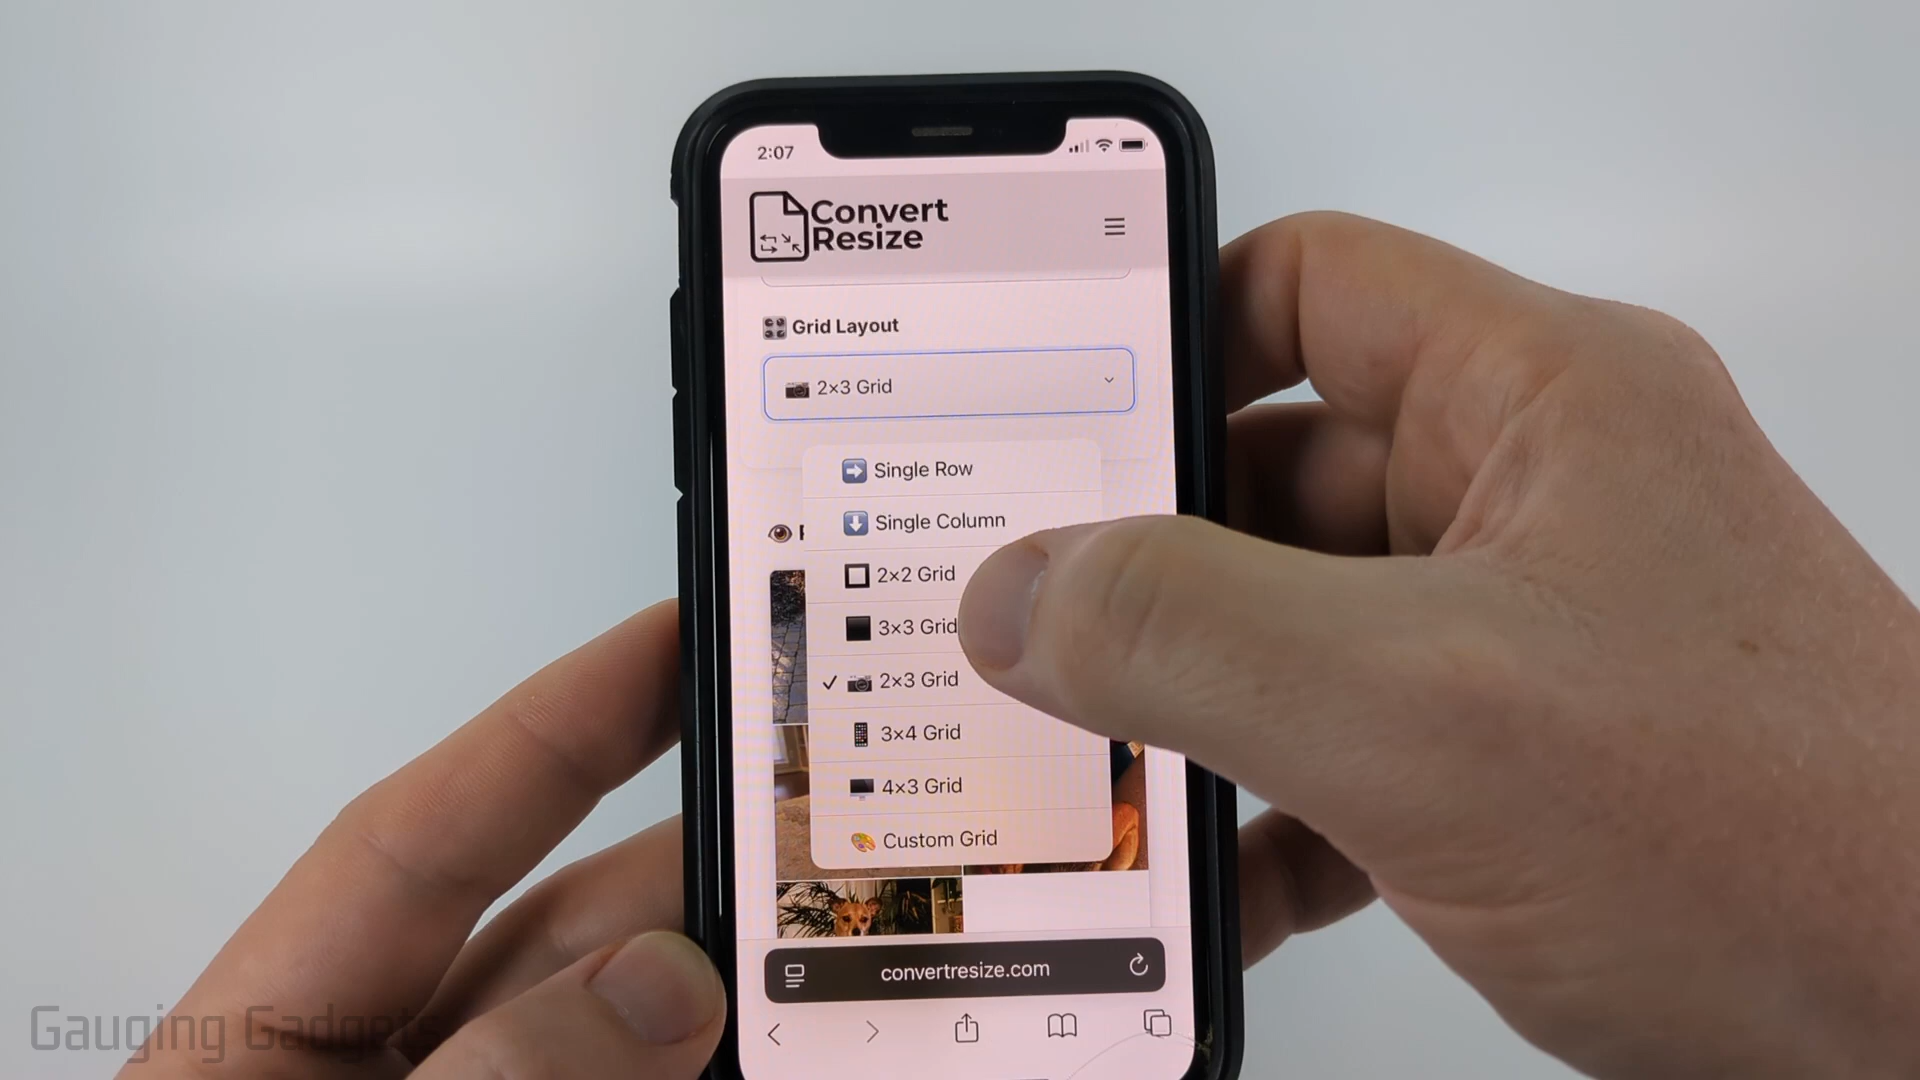 2:07
Convert
Resize
Grid Layout
2×3 Grid
Single Row
Single Column
2×2 Grid
3×3 Grid
2×3 Grid
3×4 Grid
4×3 Grid
Custom Grid
convertresize.com
Gauging Gadgets